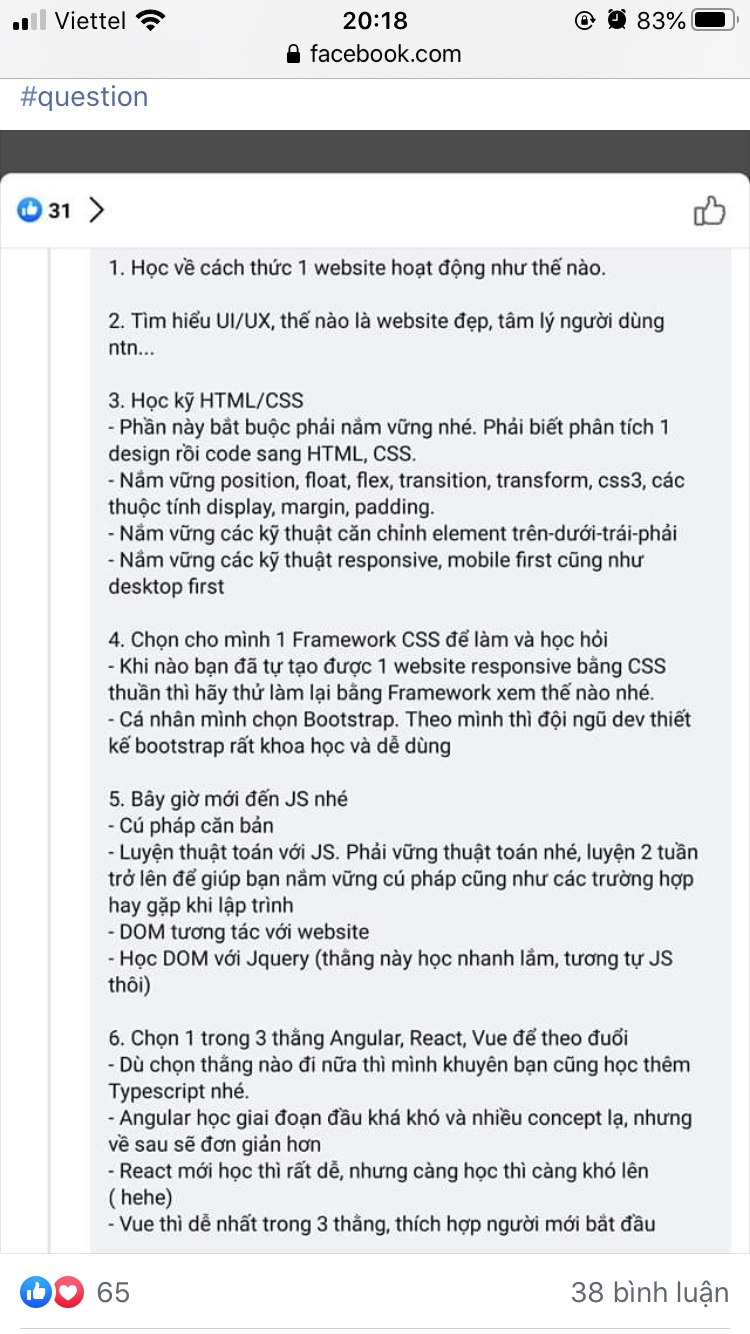 Viettel 20:18 83%
facebook.com
#question
31
1. Học về cách thức 1 website hoạt động như thế nào.
2. Tìm hiểu UI/UX, thế nào là website đẹp, tâm lý người dùng
ntn...
3. Học kỹ HTML/CSS
- Phần này bắt buộc phải nắm vững nhé. Phải biết phân tích 1
design rồi code sang HTML, CSS.
- Nắm vững position, float, flex, transition, transform, css3, các
thuộc tính display, margin, padding.
- Nắm vững các kỹ thuật căn chỉnh element trên-dưới-trái-phải
- Nắm vững các kỹ thuật responsive, mobile first cũng như
desktop first
4. Chọn cho mình 1 Framework CSS để làm và học hỏi
- Khi nào bạn đã tự tạo được 1 website responsive bằng CSS
thuần thì hãy thử làm lại bằng Framework xem thế nào nhé.
- Cá nhân mình chọn Bootstrap. Theo mình thì đội ngũ dev thiết
kế bootstrap rất khoa học và dễ dùng
5. Bây giờ mới đến JS nhé
- Cú pháp căn bản
- Luyện thuật toán với JS. Phải vững thuật toán nhé, luyện 2 tuần
trở lên để giúp bạn nắm vững cú pháp cũng như các trường hợp
hay gặp khi lập trình
- DOM tương tác với website
- Học DOM với Jquery (thằng này học nhanh lắm, tương tự JS
thôi)
6. Chọn 1 trong 3 thằng Angular, React, Vue để theo đuổi
- Dù chọn thằng nào đi nữa thì mình khuyên bạn cũng học thêm
Typescript nhé.
- Angular học giai đoạn đầu khá khó và nhiều concept lạ, nhưng
về sau sẽ đơn giản hơn
- React mới học thì rất dễ, nhưng càng học thì càng khó lên
( hehe)
- Vue thì dễ nhất trong 3 thằng, thích hợp người mới bắt đầu
65 38 bình luận